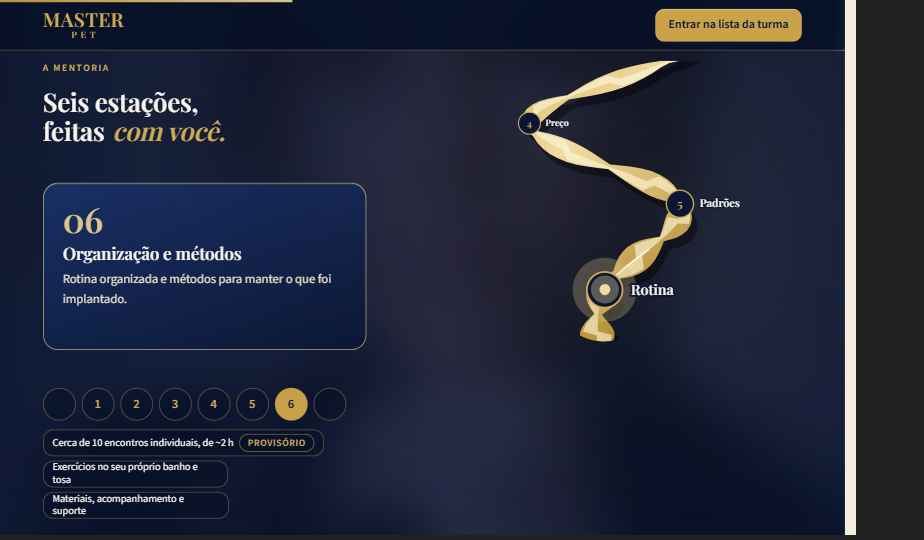 MASTER
PET
Entrar na lista da turma
A MENTORIA
Seis estações,
feitas com você.
06
Organização e métodos
Rotina organizada e métodos para manter o que foi
implantado.
4 Preço
5 Padrões
Rotina
1 2 3 4 5 6
Cerca de 10 encontros individuais, de ~2 h PROVISÓRIO
Exercícios no seu próprio banho e
tosa
Materiais, acompanhamento e
suporte